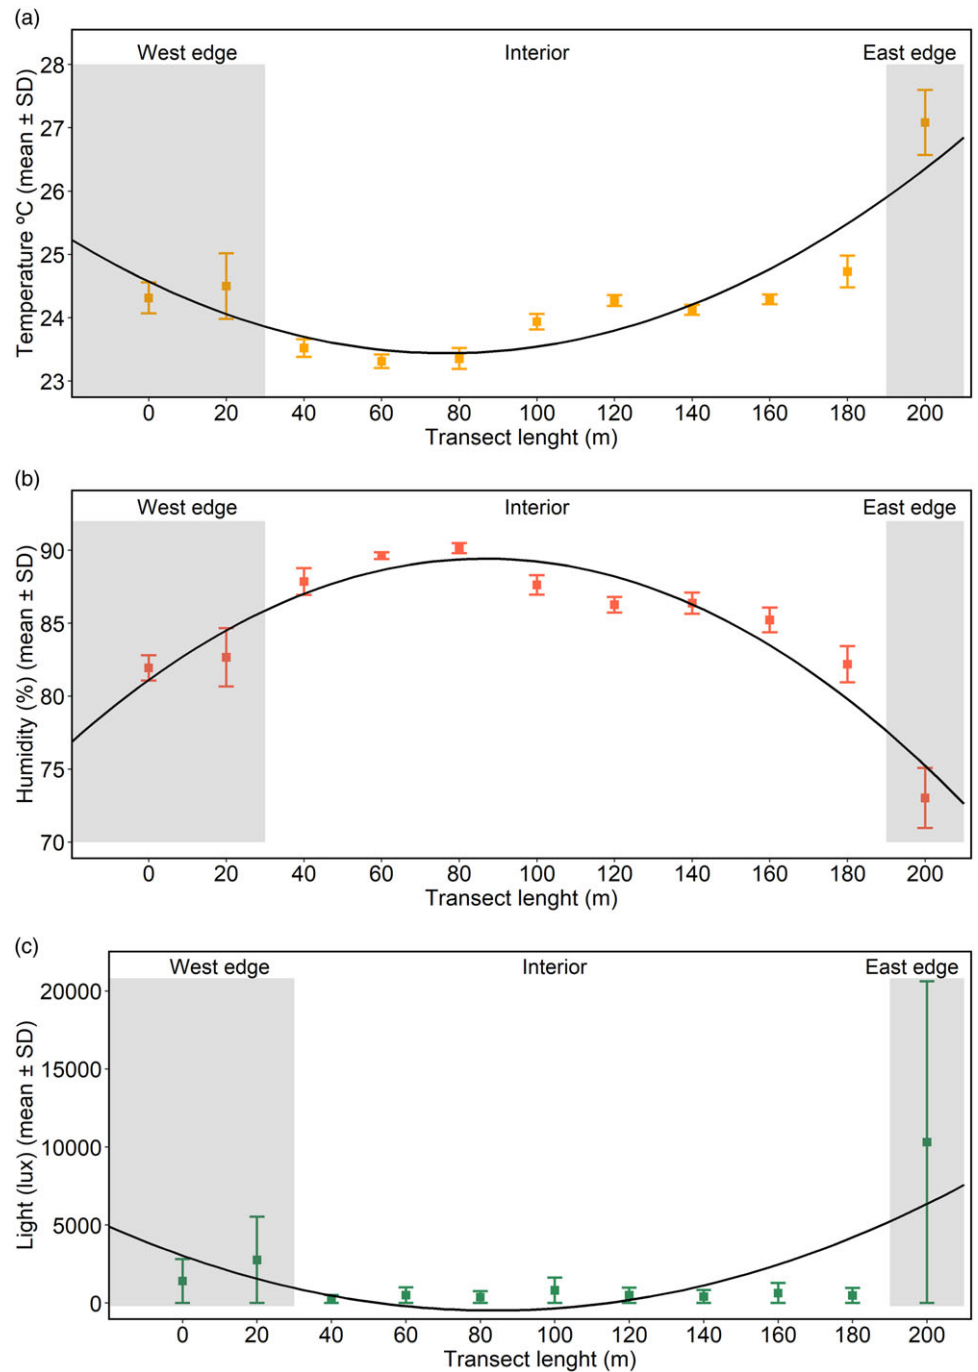 (a)
West edge Interior East edge
Temperature ºC (mean ± SD)
28
27
26
25
24
23
0 20 40 60 80 100 120 140 160 180 200
Transect lenght (m)
(b)
West edge Interior East edge
Humidity (%) (mean ± SD)
90
85
80
75
70
0 20 40 60 80 100 120 140 160 180 200
Transect lenght (m)
(c)
West edge Interior East edge
Light (lux) (mean ± SD)
20000
15000
10000
5000
0
0 20 40 60 80 100 120 140 160 180 200
Transect lenght (m)